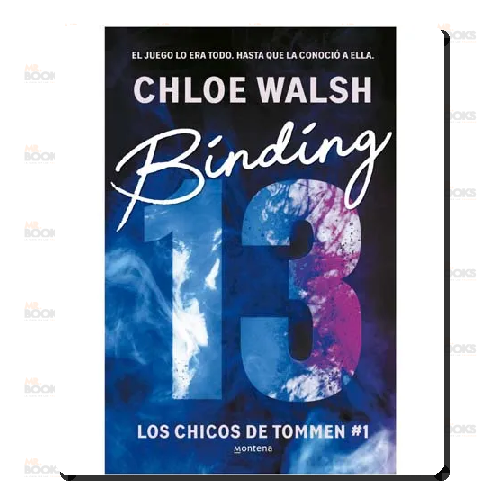 EL JUEGO LO ERA TODO. HASTA QUE LA CONOCIÓ A ELLA.
CHLOE WALSH
Binding
13
LOS CHICOS DE TOMMEN #1
Montena